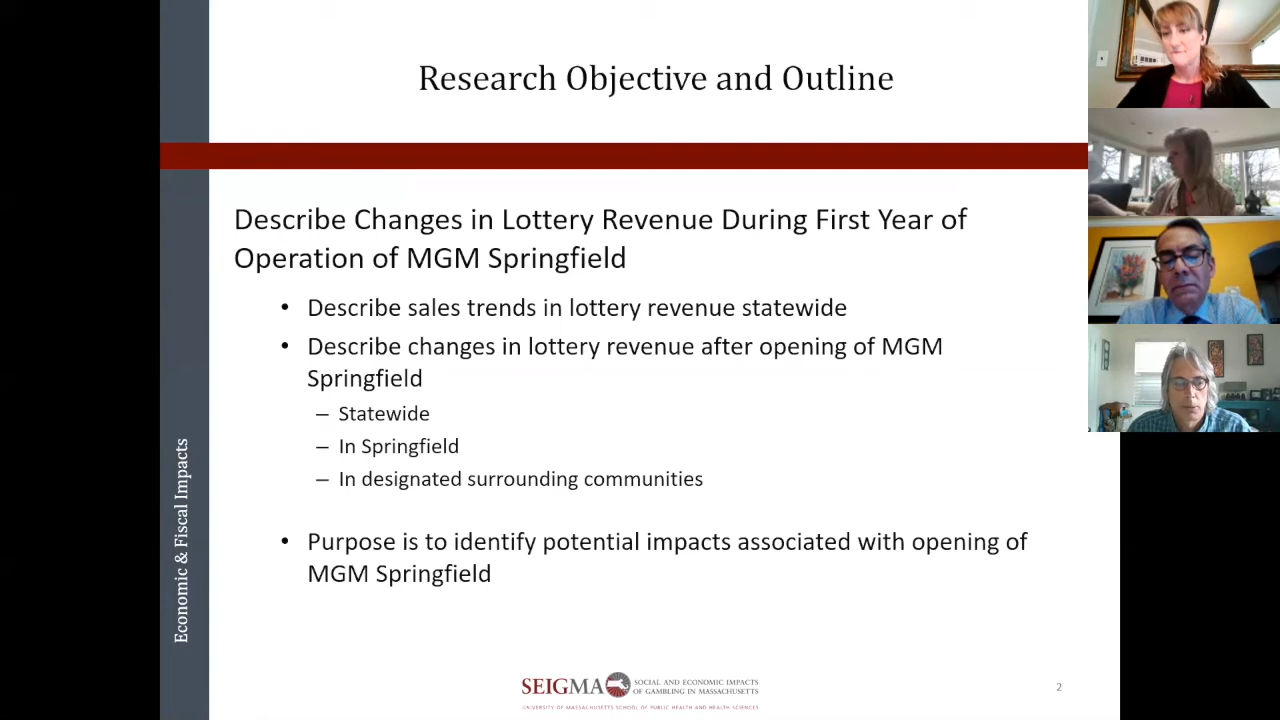 Research Objective and Outline
Describe Changes in Lottery Revenue During First Year of
Operation of MGM Springfield
• Describe sales trends in lottery revenue statewide
• Describe changes in lottery revenue after opening of MGM
Springfield
– Statewide
– In Springfield
– In designated surrounding communities
• Purpose is to identify potential impacts associated with opening of
MGM Springfield
Economic & Fiscal Impacts
SEIGMA SOCIAL AND ECONOMIC IMPACTS
OF GAMBLING IN MASSACHUSETTS
UNIVERSITY OF MASSACHUSETTS SCHOOL OF PUBLIC HEALTH AND HEALTH SCIENCES
2